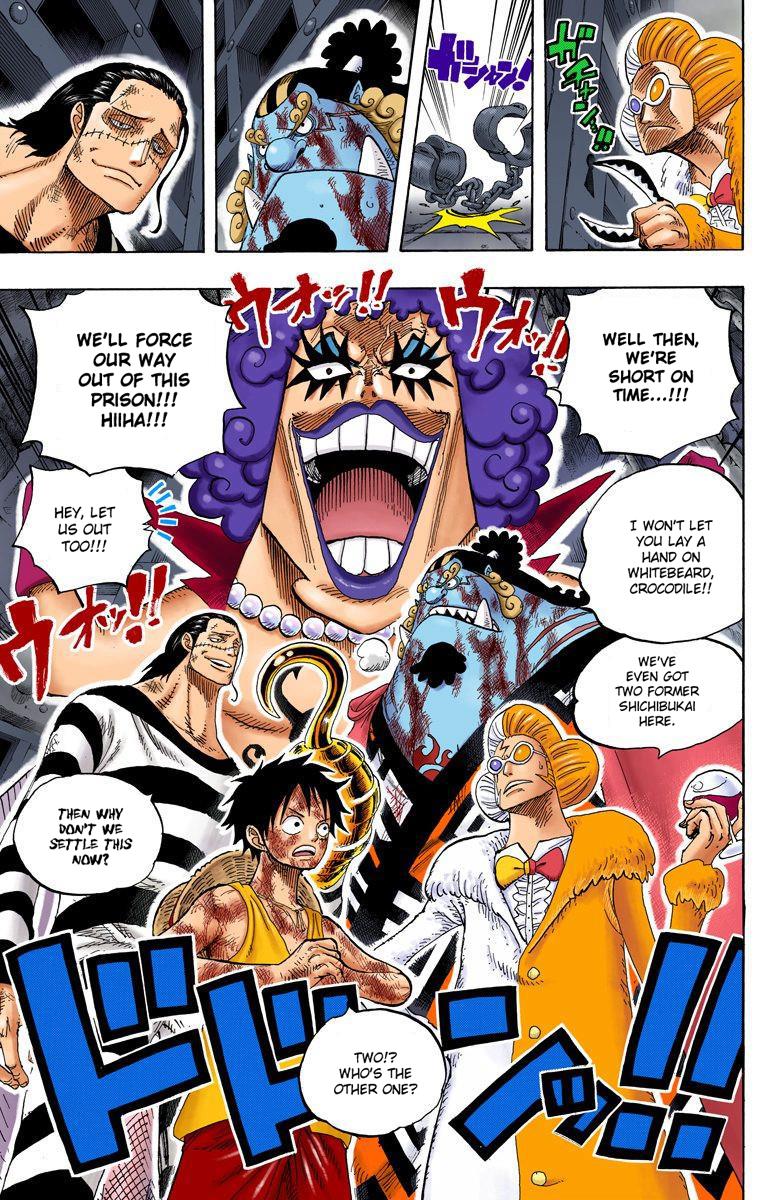 ドチャン!!
ガシャン!
ウオッ!!
ウオッ!!
WELL THEN,
WE'RE
SHORT ON
TIME...!!!
WE'LL FORCE
OUR WAY
OUT OF THIS
PRISON!!!
HIIHA!!!
HEY, LET
US OUT
TOO!!!
ウオッ!!
I WON'T LET
YOU LAY A
HAND ON
WHITEBEARD,
CROCODILE!!
WE'VE
EVEN GOT
TWO FORMER
SHICHIBUKAI
HERE.
THEN WHY
DON'T WE
SETTLE THIS
NOW?
TWO!?
WHO'S THE
OTHER ONE?
ドドンッ!!